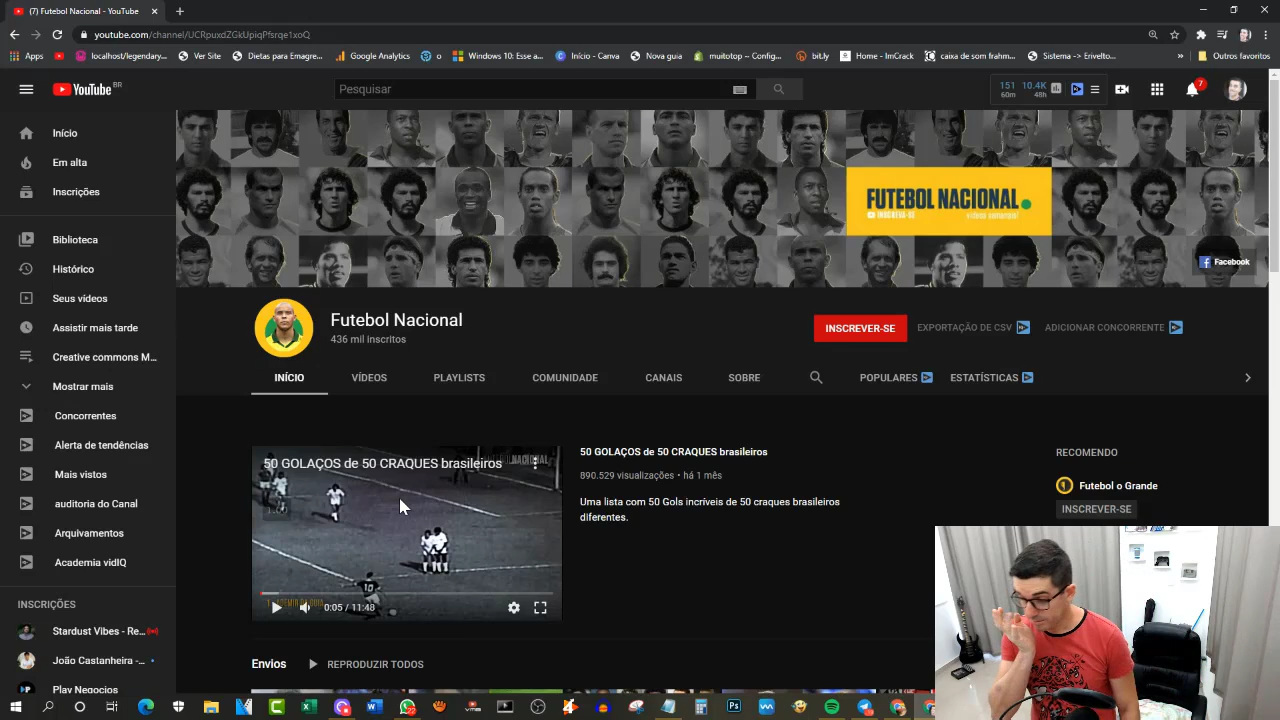 (7) Futebol Nacional - YouTube
youtube.com/channel/UCRpuxdZGkUpiqPfsrqe1xoQ
Apps
localhost/legendary...
Ver Site
Dietas para Emagre...
Google Analytics
o
Windows 10: Esse a...
Início - Canva
Nova guia
muitotop -- Config...
bit.ly
Home - ImCrack
caixa de som frahm...
Sistema -> Erivelto...
Outros favoritos
YouTube BR
Pesquisar
151
60m
10.4K
48h
7
Início
Em alta
Inscrições
Biblioteca
Histórico
Seus vídeos
Assistir mais tarde
Creative commons M...
Mostrar mais
Concorrentes
Alerta de tendências
Mais vistos
auditoria do Canal
Arquivamentos
Academia vidIQ
INSCRIÇÕES
Stardust Vibes - Re...
João Castanheira -...
Play Negocios
FUTEBOL NACIONAL.
INSCREVA-SE
vídeos semanais!
Facebook
Futebol Nacional
436 mil inscritos
INSCREVER-SE
EXPORTAÇÃO DE CSV
ADICIONAR CONCORRENTE
INÍCIO
VÍDEOS
PLAYLISTS
COMUNIDADE
CANAIS
SOBRE
POPULARES
ESTATÍSTICAS
50 GOLAÇOS de 50 CRAQUES brasileiros
1.00
0:05 / 11:48
50 GOLAÇOS de 50 CRAQUES brasileiros
890.529 visualizações • há 1 mês
Uma lista com 50 Gols incríveis de 50 craques brasileiros
diferentes.
RECOMENDO
Futebol o Grande
INSCREVER-SE
Envios
REPRODUZIR TODOS